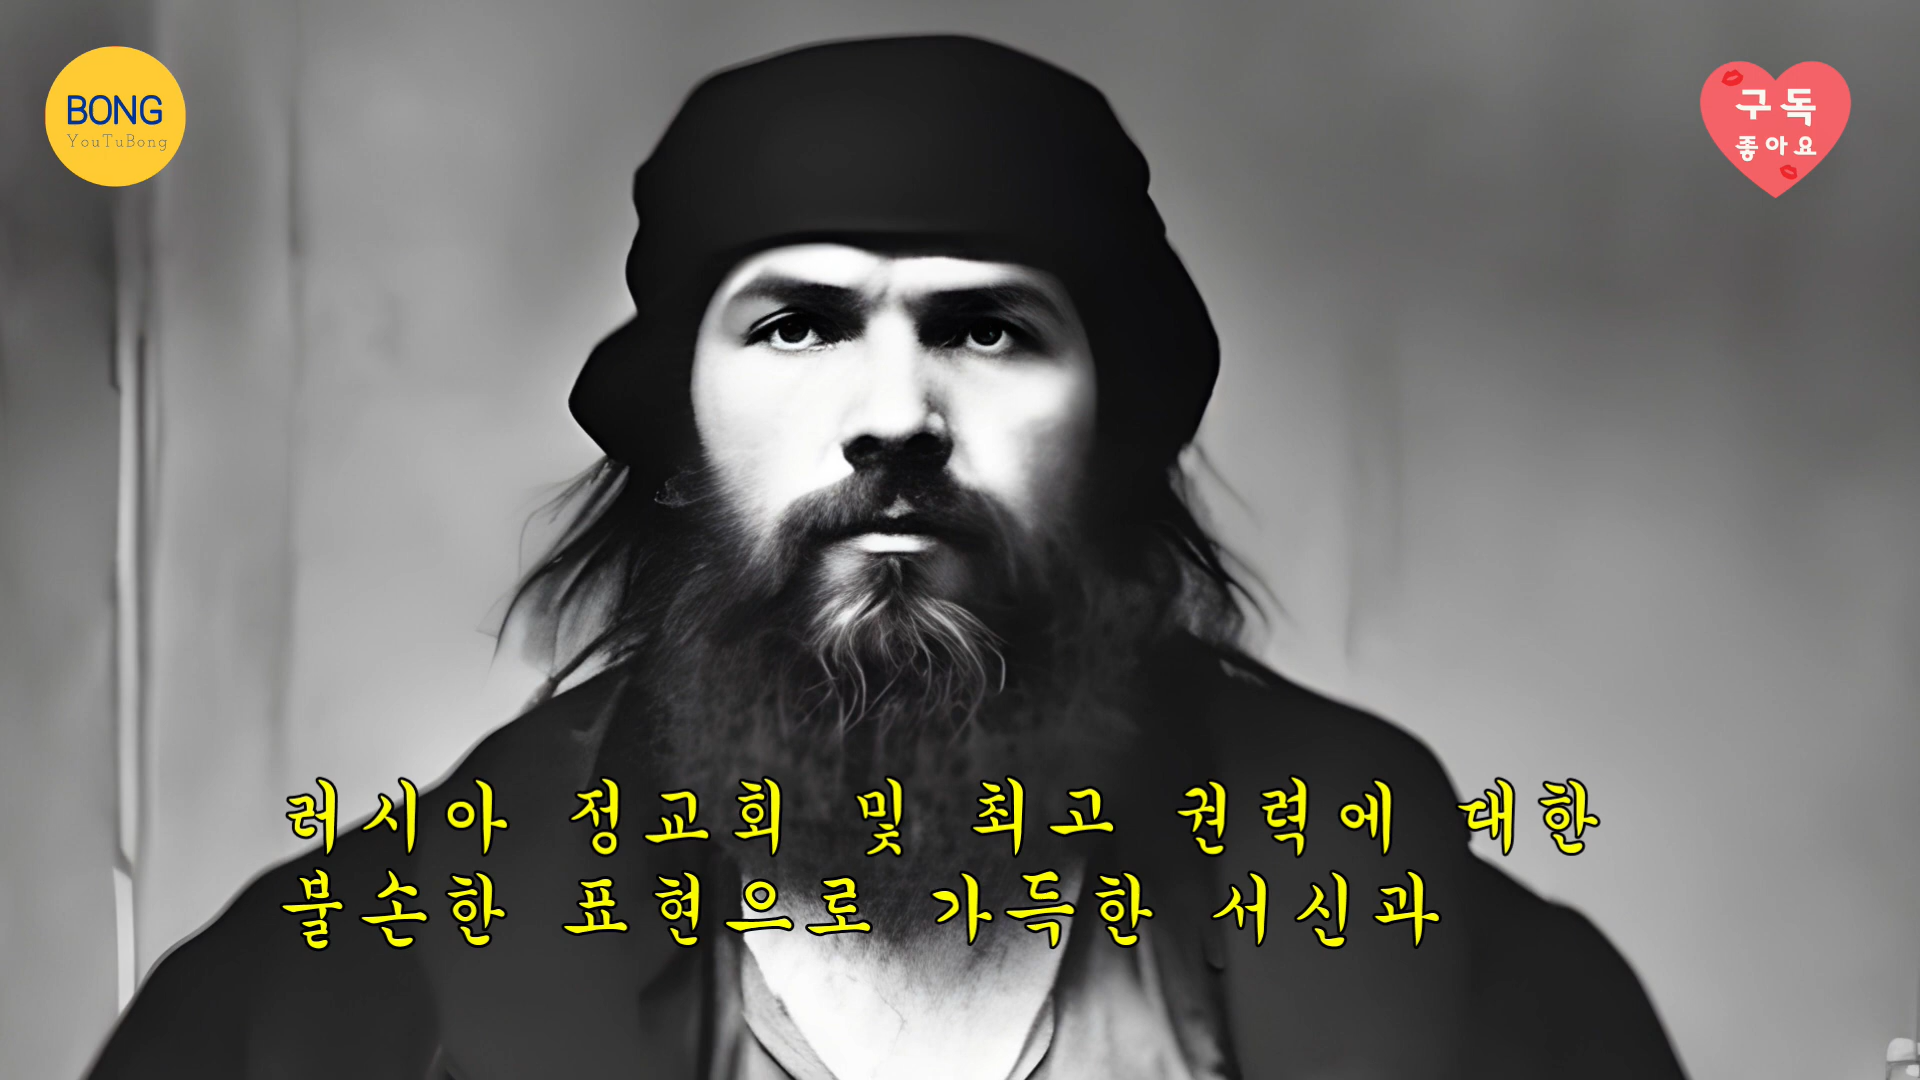 BONG
YouTuBong
구독
좋아요
러시아 정교회 및 최고 권력에 대한
불손한 표현으로 가득한 서신과